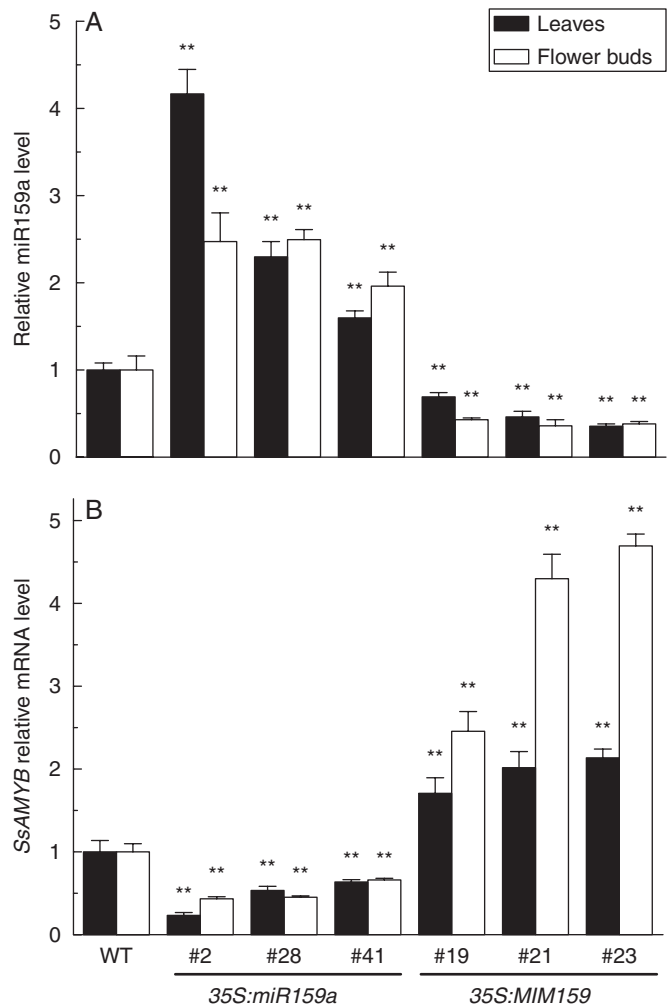 A
Leaves
Flower buds
Relative miR159a level
5
4
3
2
1
0
** ** ** ** ** ** ** ** ** ** ** **
B
SsAMYB relative mRNA level
5
4
3
2
1
0
** ** ** ** ** ** ** ** ** ** ** **
WT #2 #28 #41 #19 #21 #23
35S:miR159a 35S:MIM159